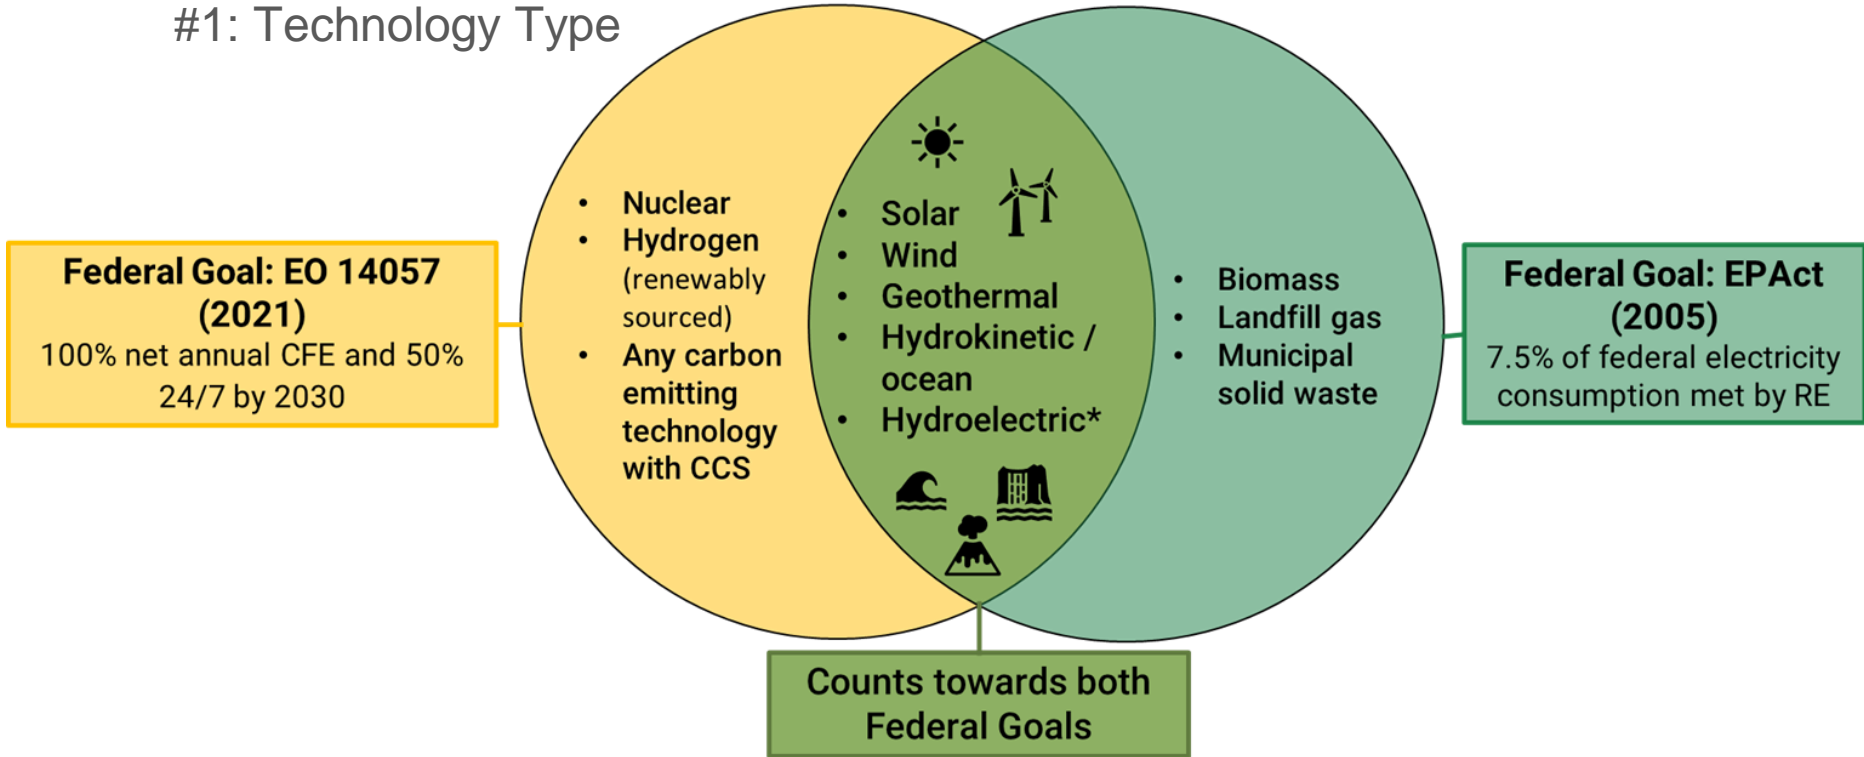 #1: Technology Type
Federal Goal: EO 14057
(2021)
100% net annual CFE and 50%
24/7 by 2030
• Nuclear
• Hydrogen
(renewably
sourced)
• Any carbon
emitting
technology
with CCS
• Solar
• Wind
• Geothermal
• Hydrokinetic /
ocean
• Hydroelectric*
• Biomass
• Landfill gas
• Municipal
solid waste
Federal Goal: EPAct
(2005)
7.5% of federal electricity
consumption met by RE
Counts towards both
Federal Goals